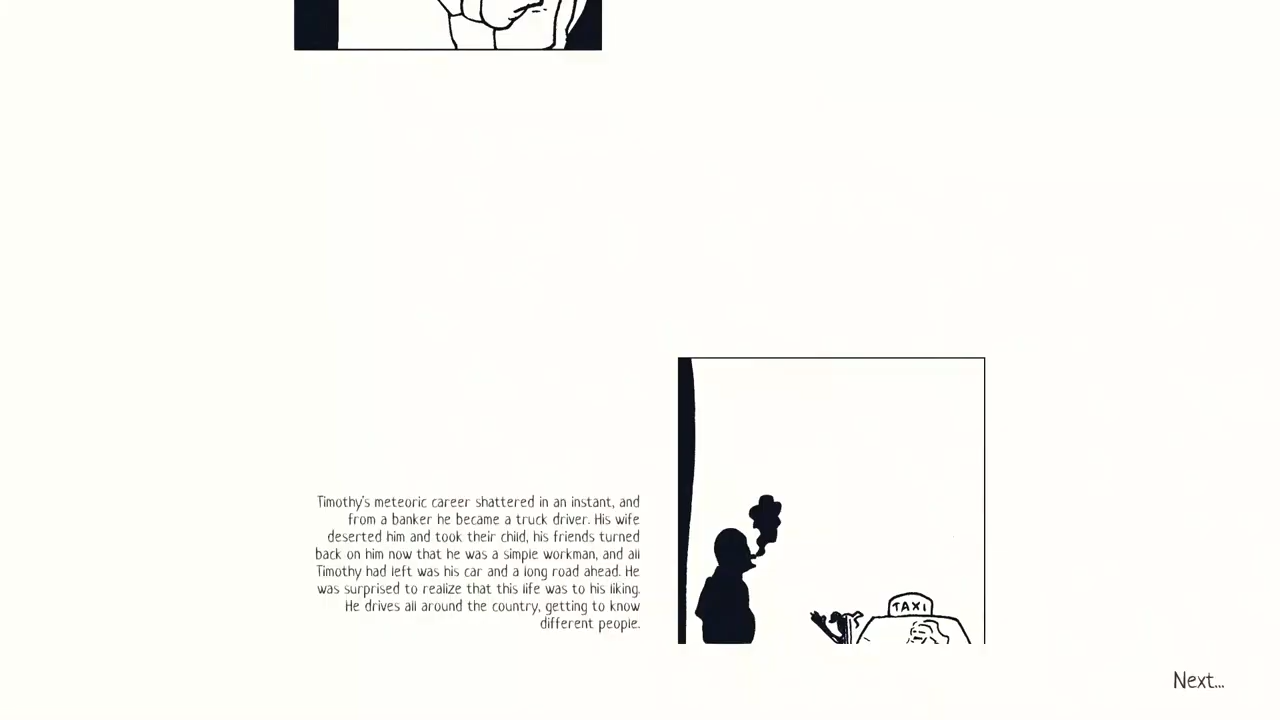 Timothy's meteoric career shattered in an instant, and
from a banker he became a truck driver. His wife
deserted him and took their child, his friends turned
back on him now that he was a simple workman, and all
Timothy had left was his car and a long road ahead. He
was surprised to realize that this life was to his liking.
He drives all around the country, getting to know
different people.
TAXI
Next...